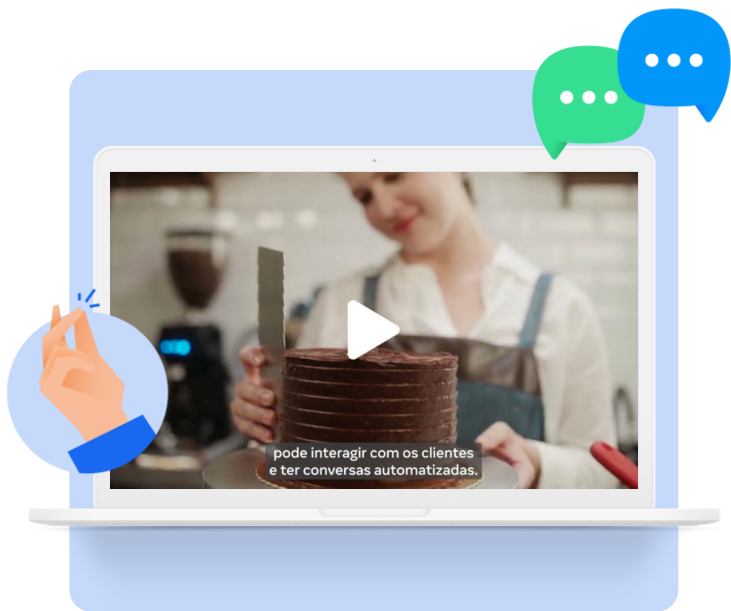 pode interagir com os clientes
e ter conversas automatizadas.